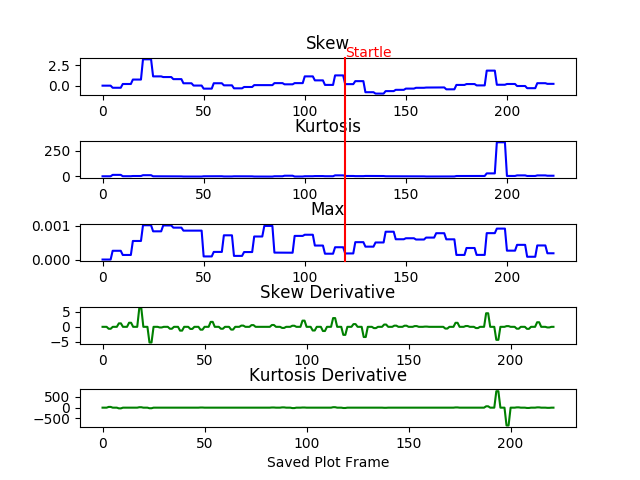 Skew
Startle
2.5
0.0
0 50 100 150 200
Kurtosis
250
0
0 50 100 150 200
Max
0.001
0.000
0 50 100 150 200
Skew Derivative
5
0
−5
0 50 100 150 200
Kurtosis Derivative
500
0
−500
0 50 100 150 200
Saved Plot Frame